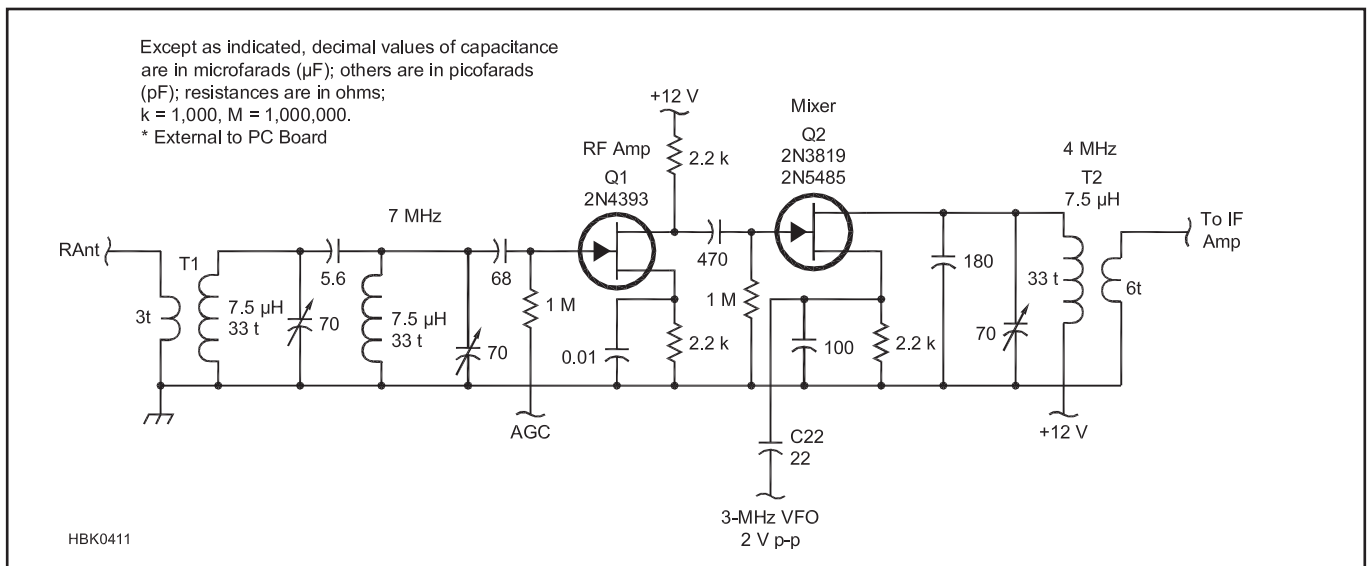 Except as indicated, decimal values of capacitance
are in microfarads (µF); others are in picofarads
(pF); resistances are in ohms;
k = 1,000, M = 1,000,000.
* External to PC Board
+12 V
2.2 k
RF Amp
Q1
2N4393
Mixer
Q2
2N3819
2N5485
4 MHz
T2
7.5 µH
To IF
Amp
7 MHz
RAnt
T1
3t
7.5 µH
33 t
70
5.6
7.5 µH
33 t
70
68
1 M
0.01
2.2 k
470
1 M
100
2.2 k
180
70
33 t
6t
AGC
C22
22
3-MHz VFO
2 V p-p
+12 V
HBK0411